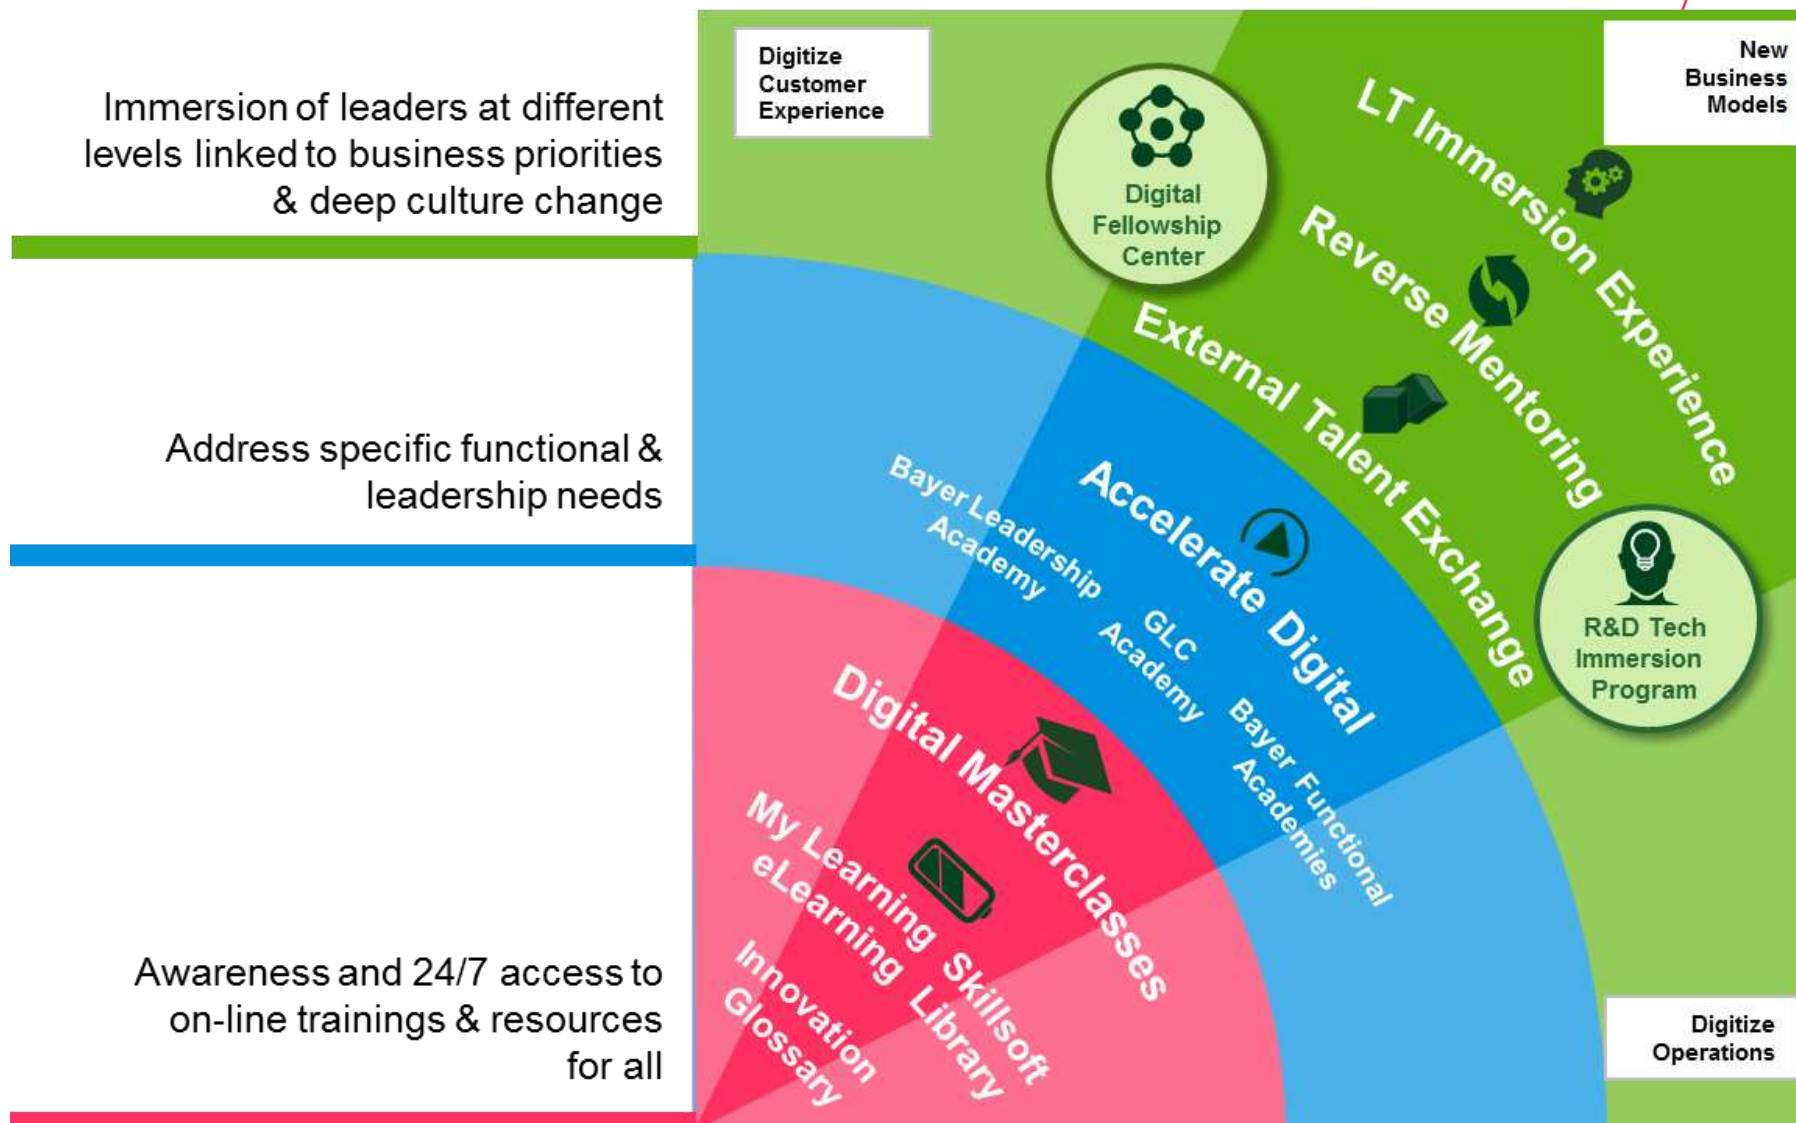 Digitize
Customer
Experience
New
Business
Models
Immersion of leaders at different
levels linked to business priorities
& deep culture change
Digital
Fellowship
Center
LT Immersion Experience
Reverse Mentoring
External Talent Exchange
R&D Tech
Immersion
Program
Address specific functional &
leadership needs
Accelerate Digital
Bayer Leadership
Academy
GLC
Academy
Bayer Functional
Academies
Digital Masterclasses
My Learning
eLearning
Skillsoft
Library
Innovation
Glossary
Awareness and 24/7 access to
on-line trainings & resources
for all
Digitize
Operations